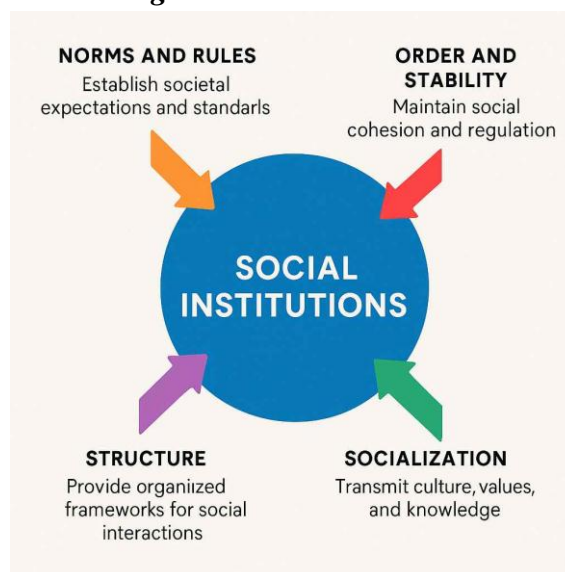 NORMS AND RULES
Establish societal
expectations and standarls
ORDER AND
STABILITY
Maintain social
cohesion and regulation
SOCIAL
INSTITUTIONS
STRUCTURE
Provide organiized
frameworks for social
interactions
SOCIALIZATION
Transmit culture, values,
and knowledge